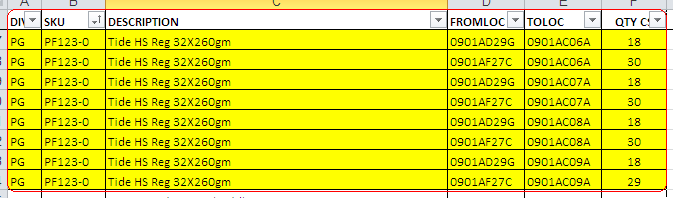 A B C D E F
DIV SKU DESCRIPTION FROMLOC TOLOC QTY CS
PG PF123-0 Tide HS Reg 32X260gm 0901AD29G 0901AC06A 18
PG PF123-0 Tide HS Reg 32X260gm 0901AF27C 0901AC06A 30
PG PF123-0 Tide HS Reg 32X260gm 0901AD29G 0901AC07A 18
PG PF123-0 Tide HS Reg 32X260gm 0901AF27C 0901AC07A 30
PG PF123-0 Tide HS Reg 32X260gm 0901AD29G 0901AC08A 18
PG PF123-0 Tide HS Reg 32X260gm 0901AF27C 0901AC08A 30
PG PF123-0 Tide HS Reg 32X260gm 0901AD29G 0901AC09A 18
PG PF123-0 Tide HS Reg 32X260gm 0901AF27C 0901AC09A 29